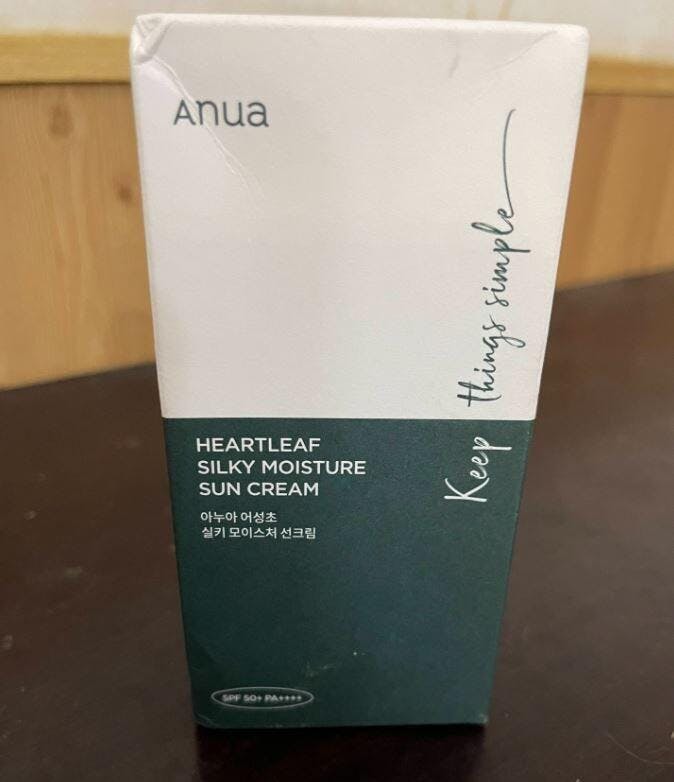 Anua
Keep things simple
HEARTLEAF
SILKY MOISTURE
SUN CREAM
아누아 어성초
실키 모이스처 선크림
SPF 50+ PA++++